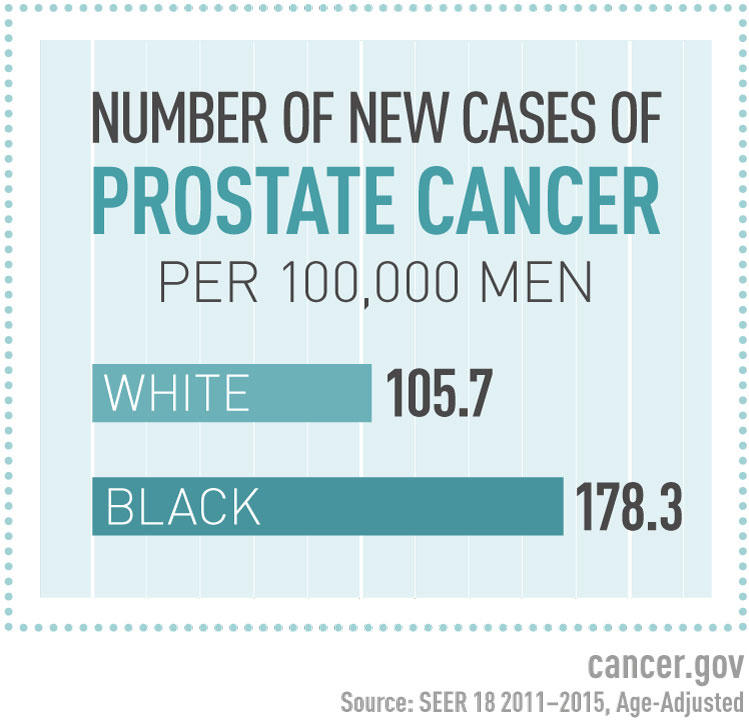 NUMBER OF NEW CASES OF
PROSTATE CANCER
PER 100,000 MEN
WHITE 105.7
BLACK 178.3
cancer.gov
Source: SEER 18 2011–2015, Age-Adjusted